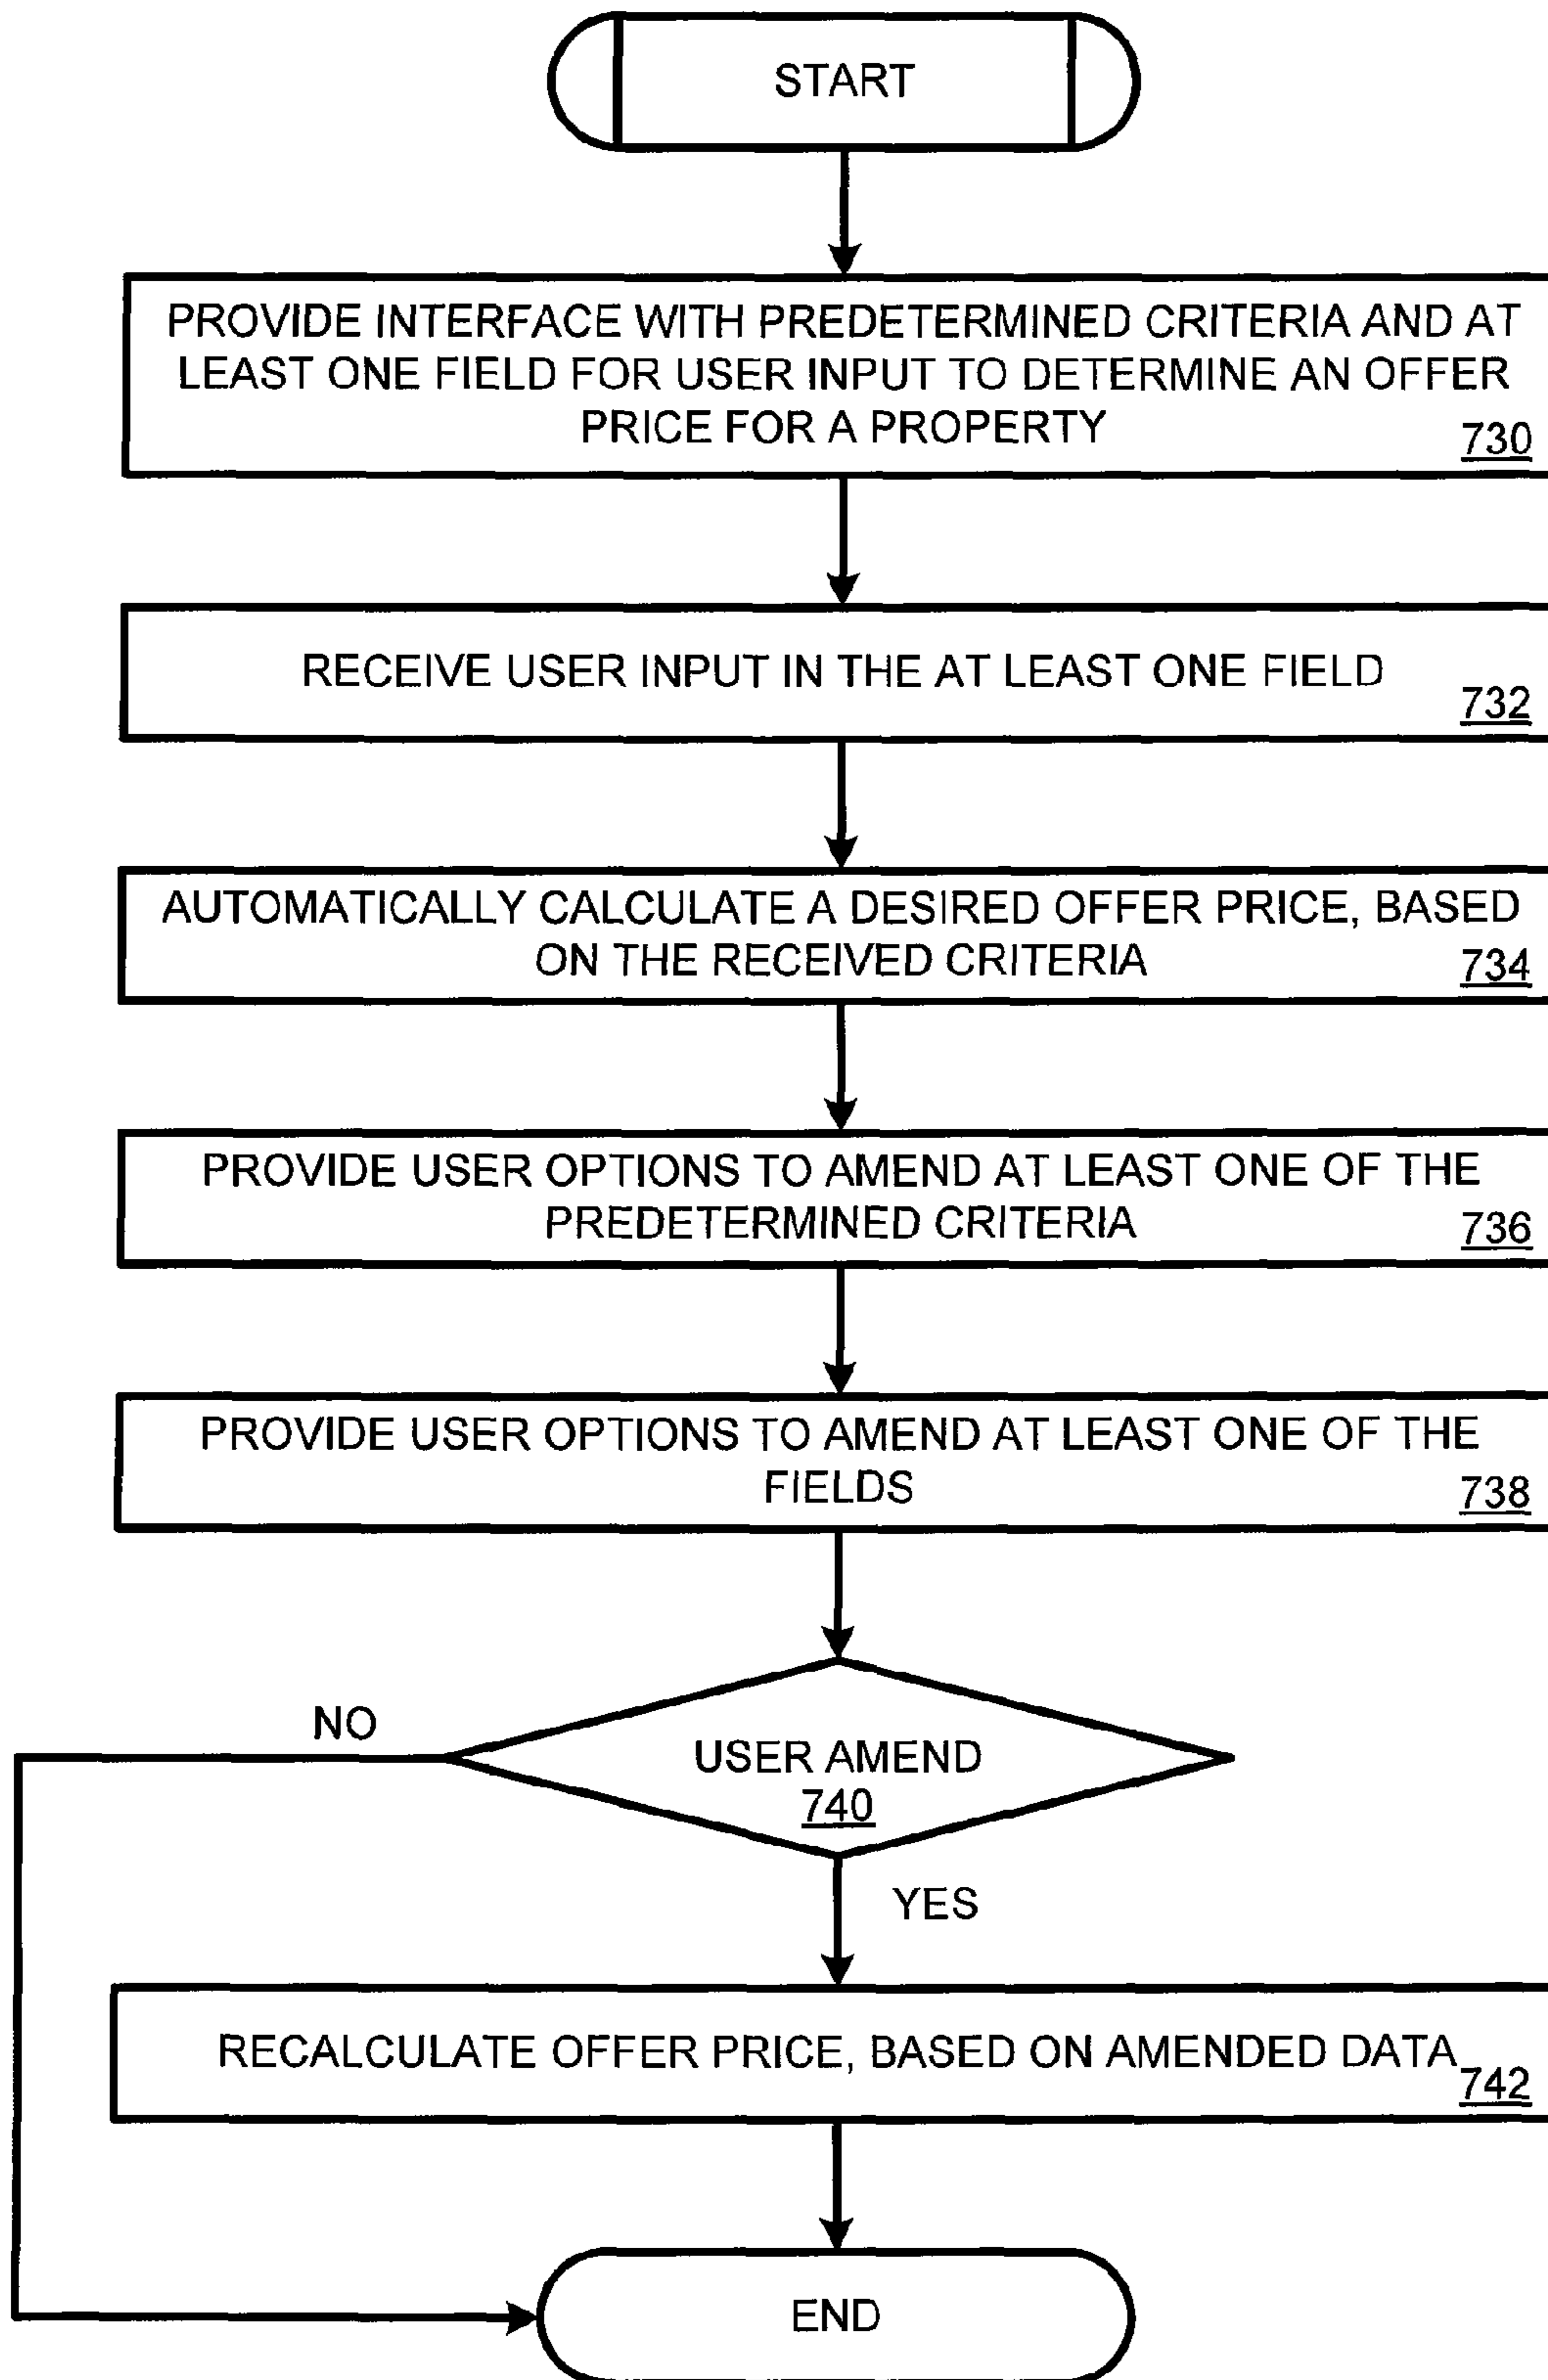 START
PROVIDE INTERFACE WITH PREDETERMINED CRITERIA AND AT
LEAST ONE FIELD FOR USER INPUT TO DETERMINE AN OFFER
PRICE FOR A PROPERTY
730
RECEIVE USER INPUT IN THE AT LEAST ONE FIELD
732
AUTOMATICALLY CALCULATE A DESIRED OFFER PRICE, BASED
ON THE RECEIVED CRITERIA
734
PROVIDE USER OPTIONS TO AMEND AT LEAST ONE OF THE
PREDETERMINED CRITERIA
736
PROVIDE USER OPTIONS TO AMEND AT LEAST ONE OF THE
FIELDS
738
NO
USER AMEND
740
YES
RECALCULATE OFFER PRICE, BASED ON AMENDED DATA
742
END